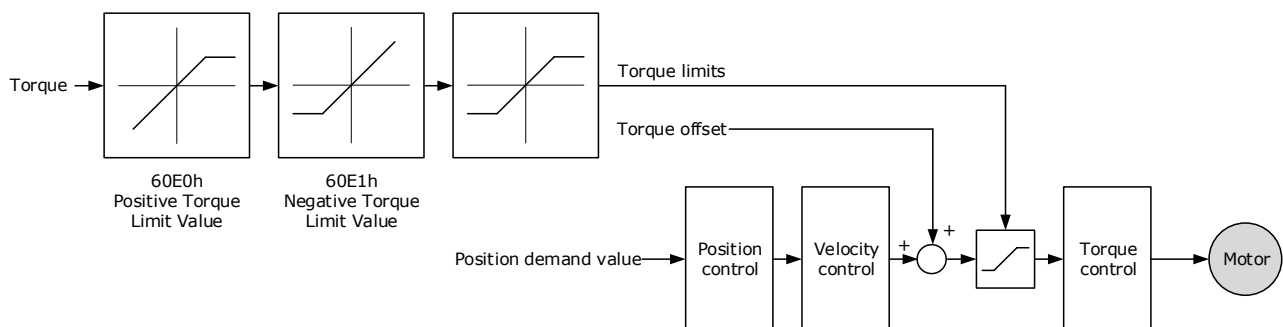 Torque
60E0h
Positive Torque
Limit Value
60E1h
Negative Torque
Limit Value
Torque limits
Torque offset
Position demand value
Position
control
Velocity
control
+
+
Torque
control
Motor